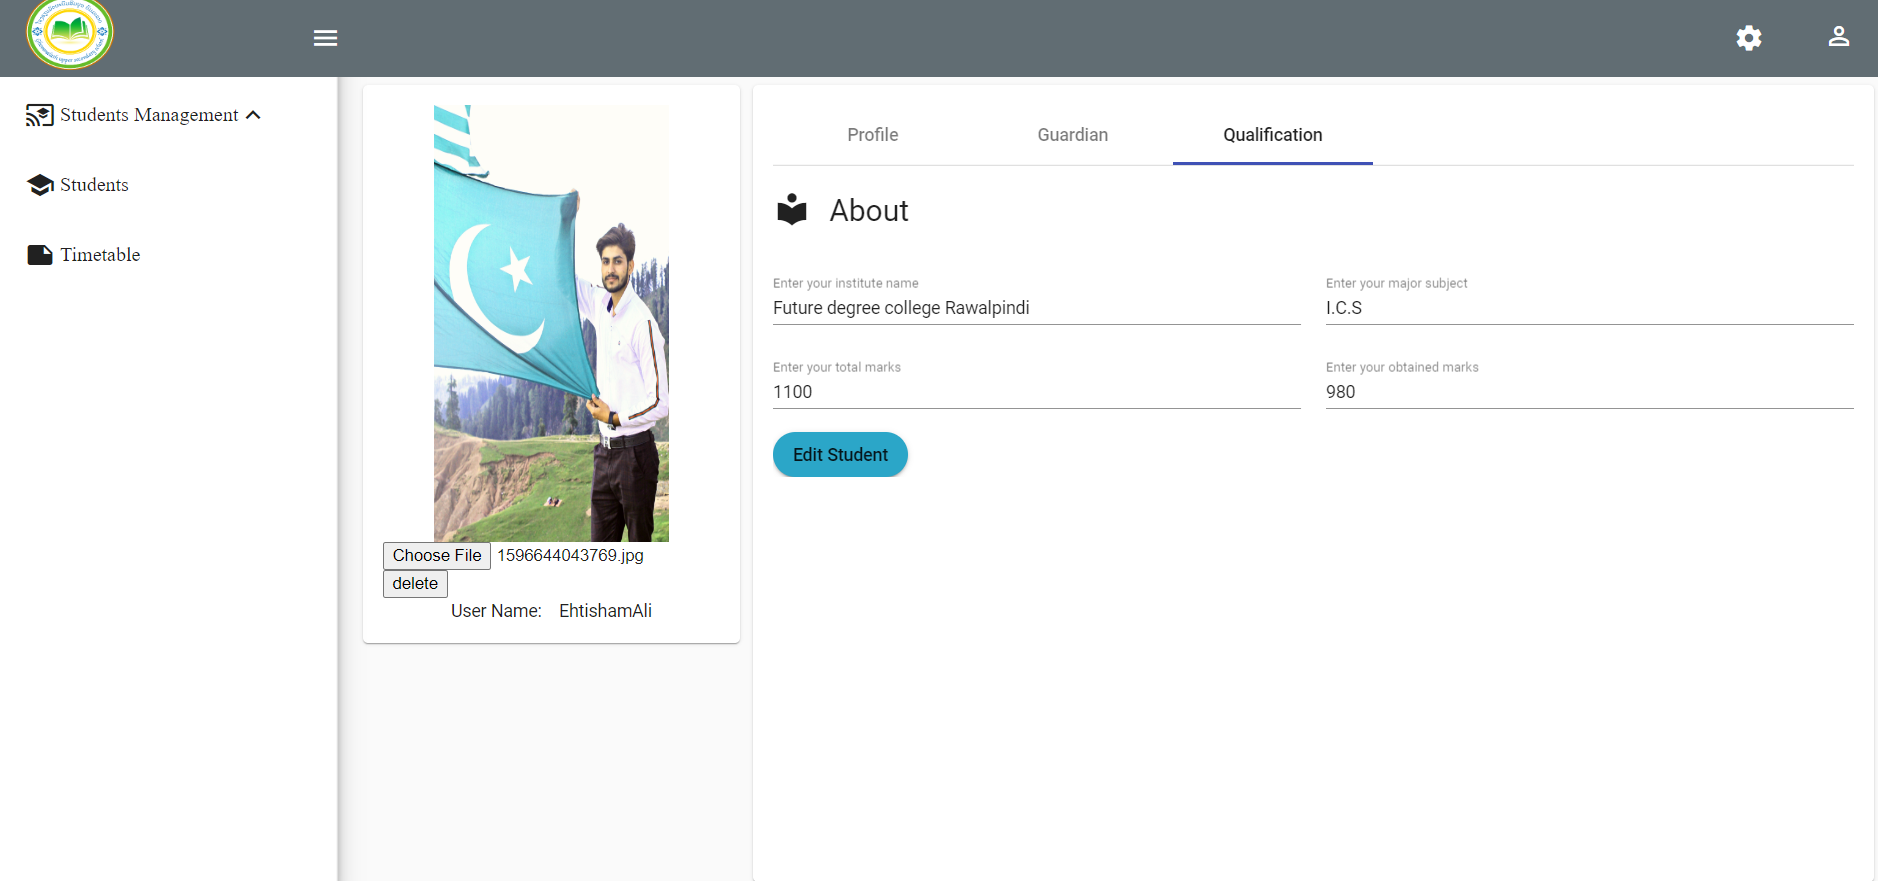 Students Management
Students
Timetable
Choose File 1596644043769.jpg
delete
User Name: EhtishamAli
Profile Guardian Qualification
About
Enter your institute name Enter your major subject
Future degree college Rawalpindi I.C.S
Enter your total marks Enter your obtained marks
1100 980
Edit Student